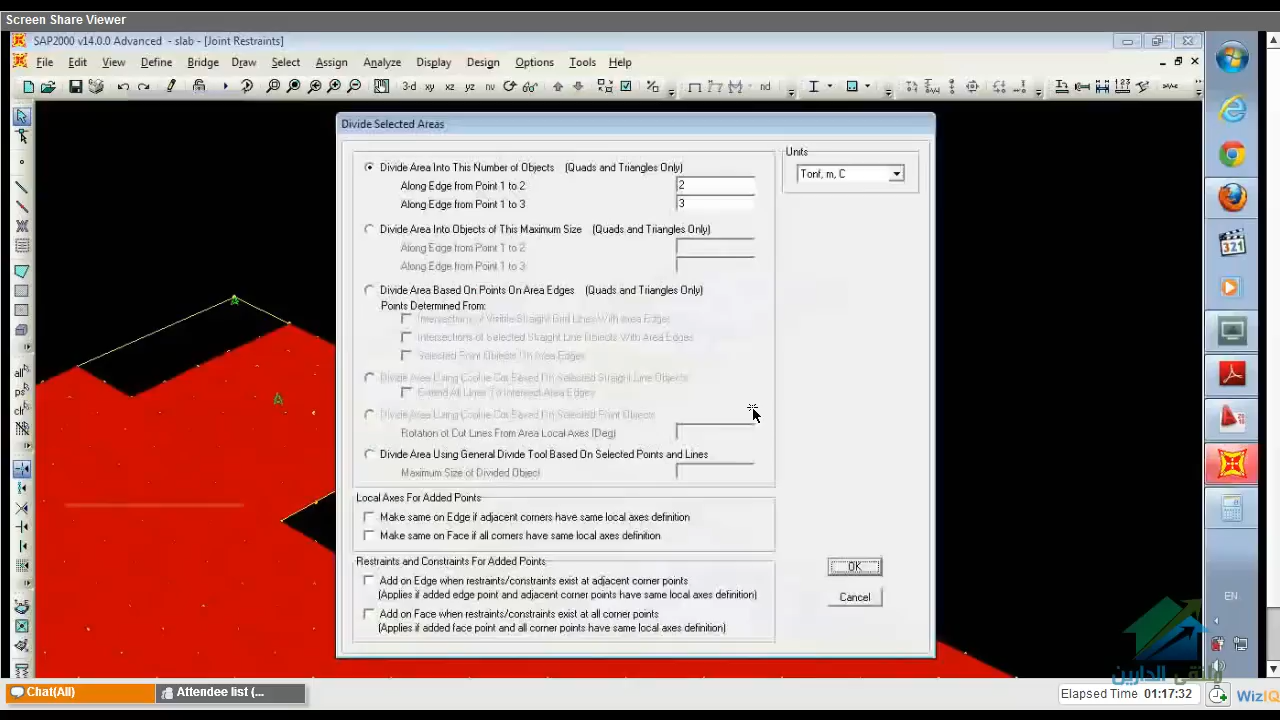 Screen Share Viewer
SAP2000 v14.0.0 Advanced - slab - [Joint Restraints]
File Edit View Define Bridge Draw Select Assign Analyze Display Design Options Tools Help
3-d xy xz yz nv
nd
Divide Selected Areas
Divide Area Into This Number of Objects (Quads and Triangles Only)
Along Edge from Point 1 to 2
2
Along Edge from Point 1 to 3
3
Units
Tonf, m, C
Divide Area Into Objects of This Maximum Size (Quads and Triangles Only)
Along Edge from Point 1 to 2
Along Edge from Point 1 to 3
Divide Area Based On Points On Area Edges (Quads and Triangles Only)
Points Determined From:
Intersections of Visible Straight Grid Lines With Area Edges
Intersections of Selected Straight Line Objects With Area Edges
Selected Point Objects On Area Edges
Divide Area Using Cookie Cut Based On Selected Straight Line Objects
Extend All Lines To Intersect Area Edges
Divide Area Using Cookie Cut Based On Selected Point Objects
Rotation of Cut Lines From Area Local Axes (Deg)
Divide Area Using General Divide Tool Based On Selected Points and Lines
Maximum Size of Divided Object
Local Axes For Added Points
Make same on Edge if adjacent corners have same local axes definition
Make same on Face if all corners have same local axes definition
Restraints and Constraints For Added Points
Add on Edge when restraints/constraints exist at adjacent corner points
(Applies if added edge point and adjacent corner points have same local axes definition)
Add on Face when restraints/constraints exist at all corner points
(Applies if added face point and all corner points have same local axes definition)
OK
Cancel
all
ps
clr
A
A
321
EN
ملتقى الدارين
Chat(All)
Attendee list (...
Elapsed Time 01:17:32
WizIQ